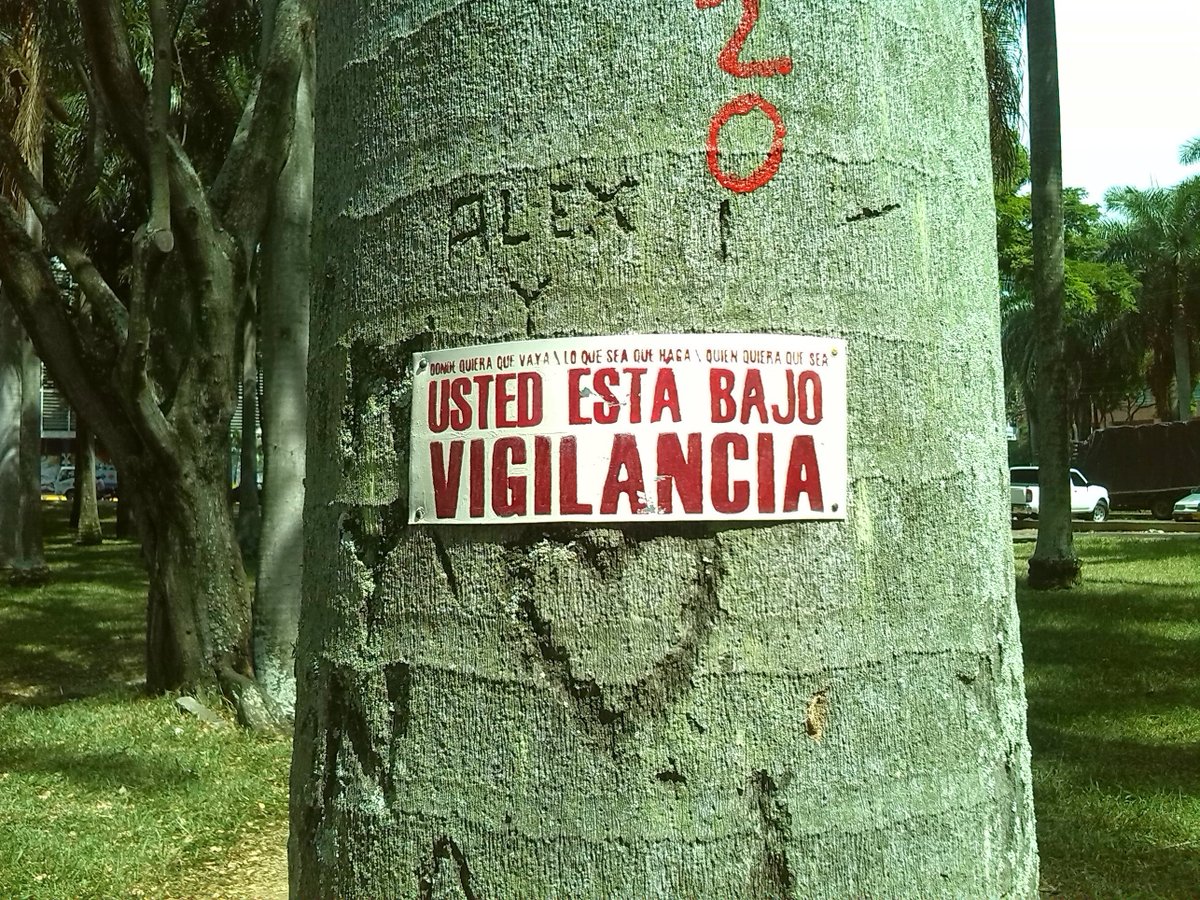 20
ALEX
Y
DONDE QUIERA QUE VAYA \ LO QUE SEA QUE HAGA \ QUIEN QUIERA QUE SEA
USTED ESTA BAJO
VIGILANCIA